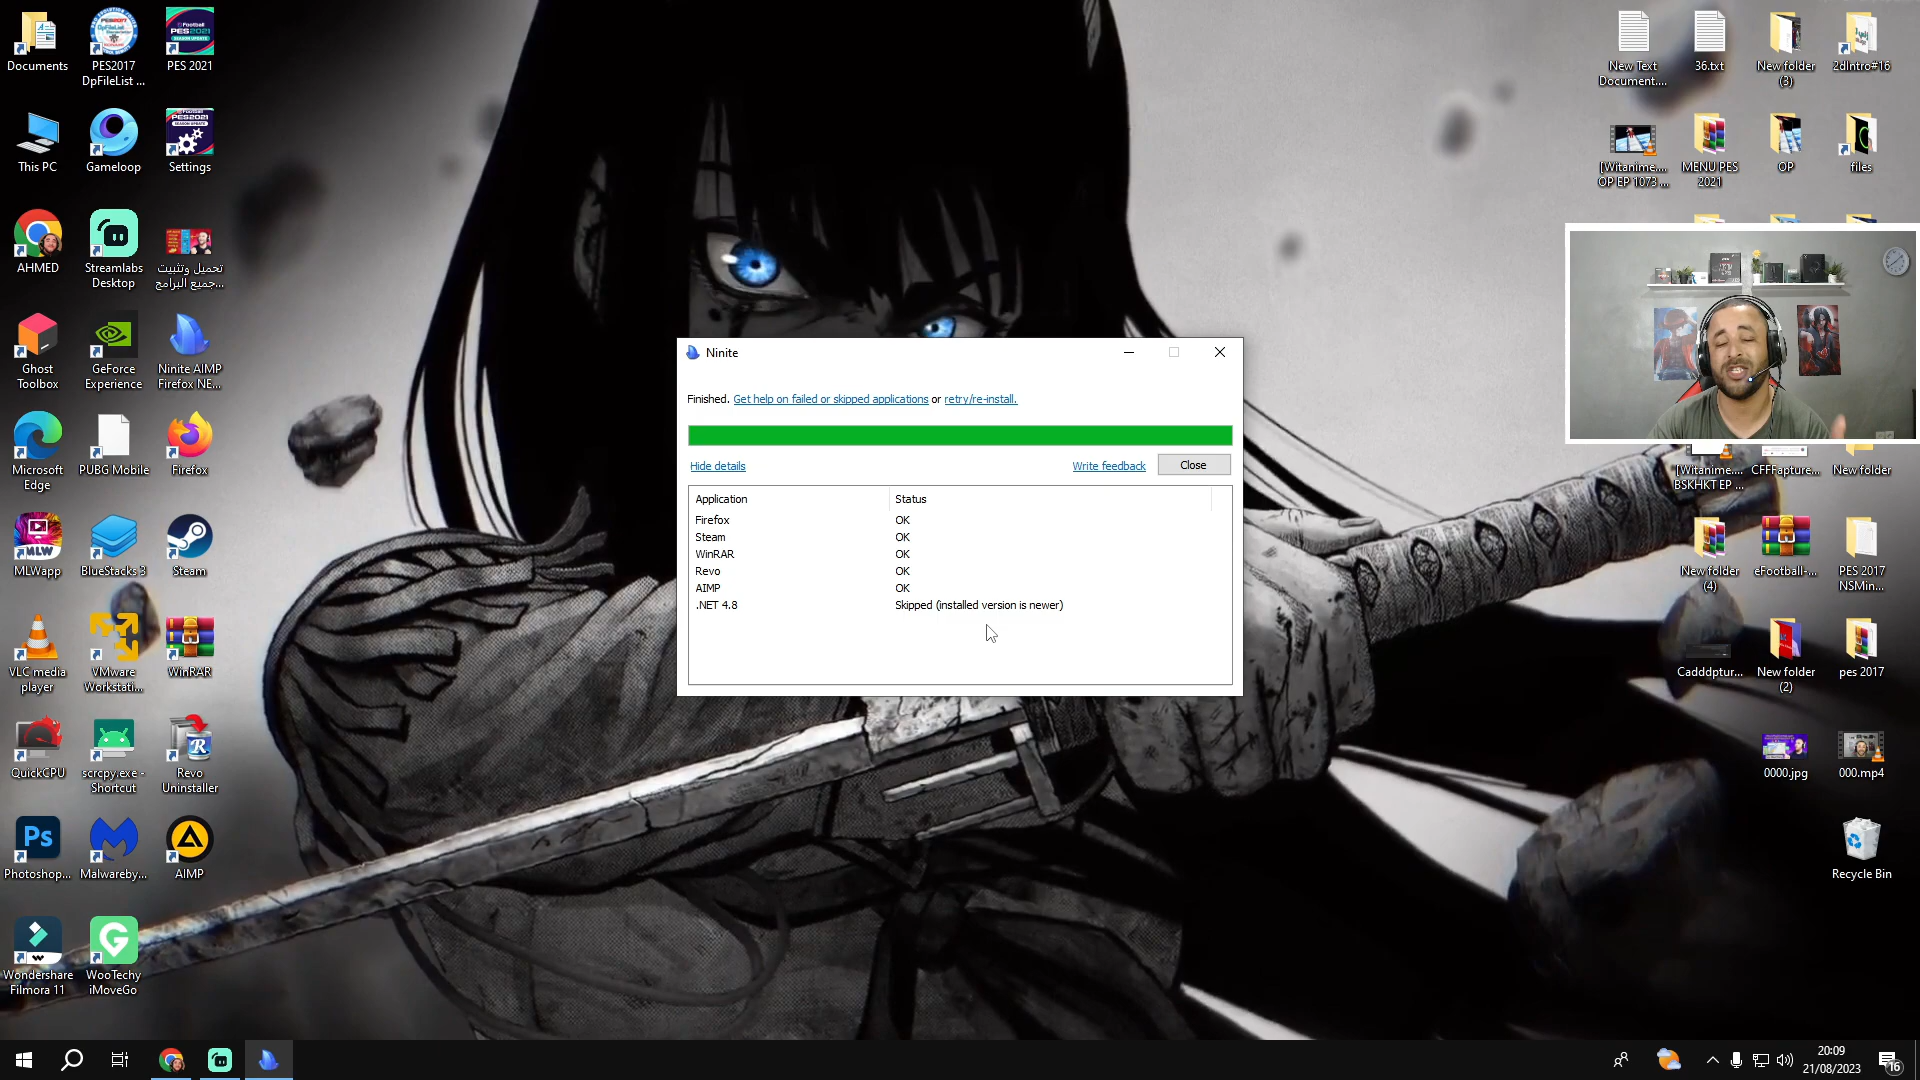 Documents
PES2017
DpFileList ...
PES 2021
This PC
Gameloop
Settings
AHMED
Streamlabs
Desktop
تحميل وتثبيت
جميع البرامج...
Ghost
Toolbox
GeForce
Experience
Ninite AIMP
Firefox NE...
Microsoft
Edge
PUBG Mobile
Firefox
MLWapp
BlueStacks 3
Steam
VLC media
player
VMware
Workstati...
WinRAR
QuickCPU
scrcpy.exe -
Shortcut
Revo
Uninstaller
Photoshop...
Malwareby...
AIMP
Wondershare
Filmora 11
WooTechy
iMoveGo
Ninite
Finished. Get help on failed or skipped applications or retry/re-install.
Hide details
Write feedback
Close
Application Status
Firefox OK
Steam OK
WinRAR OK
Revo OK
AIMP OK
.NET 4.8 Skipped (installed version is newer)
New Text
Document....
36.txt
New folder
(3)
2dIntro#16
[Witanime....
OP EP 1073 ...
MENU PES
2021
OP
files
[Witanime....
BSKHKT EP ...
CFFFapture...
New folder
New folder
(4)
eFootball-...
PES 2017
NSMin...
Cadddptur...
New folder
(2)
pes 2017
0000.jpg
000.mp4
Recycle Bin
20:09
21/08/2023
16